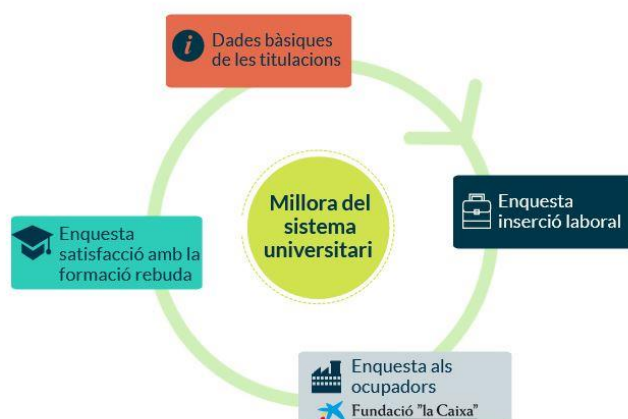 Dades bàsiques
de les titulacions
Millora del
sistema
universitari
Enquesta
inserció laboral
Enquesta
satisfacció amb la
formació rebuda
Enquesta als
ocupadors
Fundació "la Caixa"